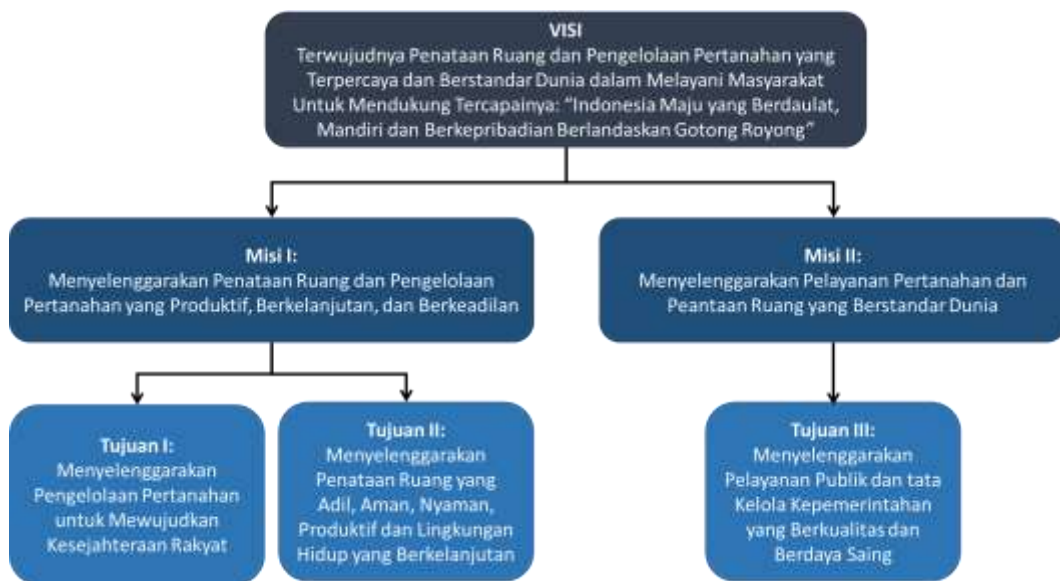 VISI
Terwujudnya Penataan Ruang dan Pengelolaan Pertanahan yang
Terpercaya dan Berstandar Dunia dalam Melayani Masyarakat
Untuk Mendukung Tercapainya: “Indonesia Maju yang Berdaulat,
Mandiri dan Berkepribadian Berlandaskan Gotong Royong”
Misi I:
Menyelenggarakan Penataan Ruang dan Pengelolaan
Pertanahan yang Produktif, Berkelanjutan, dan Berkeadilan
Misi II:
Menyelenggarakan Pelayanan Pertanahan dan
Peantaan Ruang yang Berstandar Dunia
Tujuan I:
Menyelenggarakan
Pengelolaan Pertanahan
untuk Mewujudkan
Kesejahteraan Rakyat
Tujuan II:
Menyelenggarakan
Penataan Ruang yang
Adil, Aman, Nyaman,
Produktif dan Lingkungan
Hidup yang Berkelanjutan
Tujuan III:
Menyelenggarakan
Pelayanan Publik dan tata
Kelola Kepemerintahan
yang Berkualitas dan
Berdaya Saing